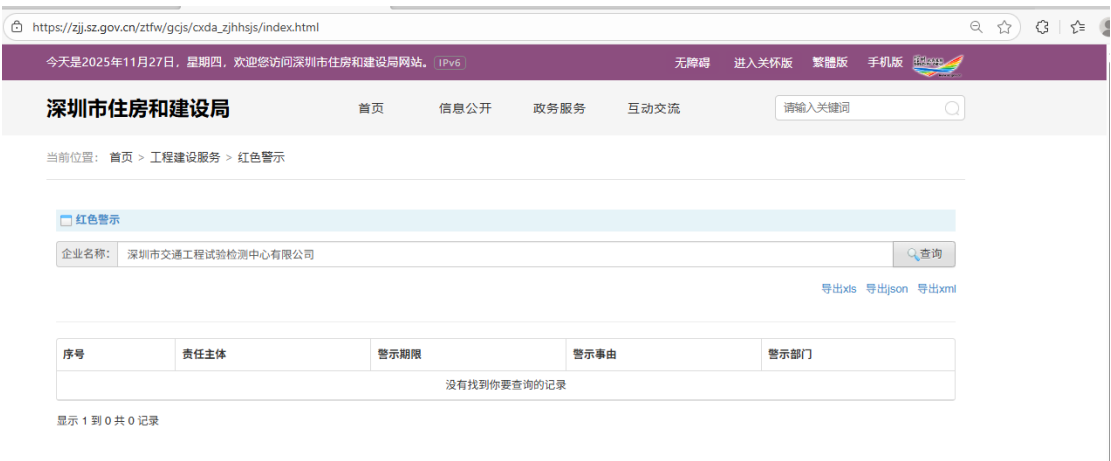 https://zjj.sz.gov.cn/ztfw/gcjs/cxda_zjhhsjs/index.html
今天是2025年11月27日，星期四，欢迎您访问深圳市住房和建设局网站。 IPv6 无障碍 进入关怀版 繁體版 手机版
深圳市住房和建设局 首页 信息公开 政务服务 互动交流 请输入关键词
当前位置： 首页 > 工程建设服务 > 红色警示
红色警示
企业名称： 深圳市交通工程试验检测中心有限公司 查询
导出xls 导出json 导出xml
序号 责任主体 警示期限 警示事由 警示部门
没有找到你要查询的记录
显示 1 到 0 共 0 记录